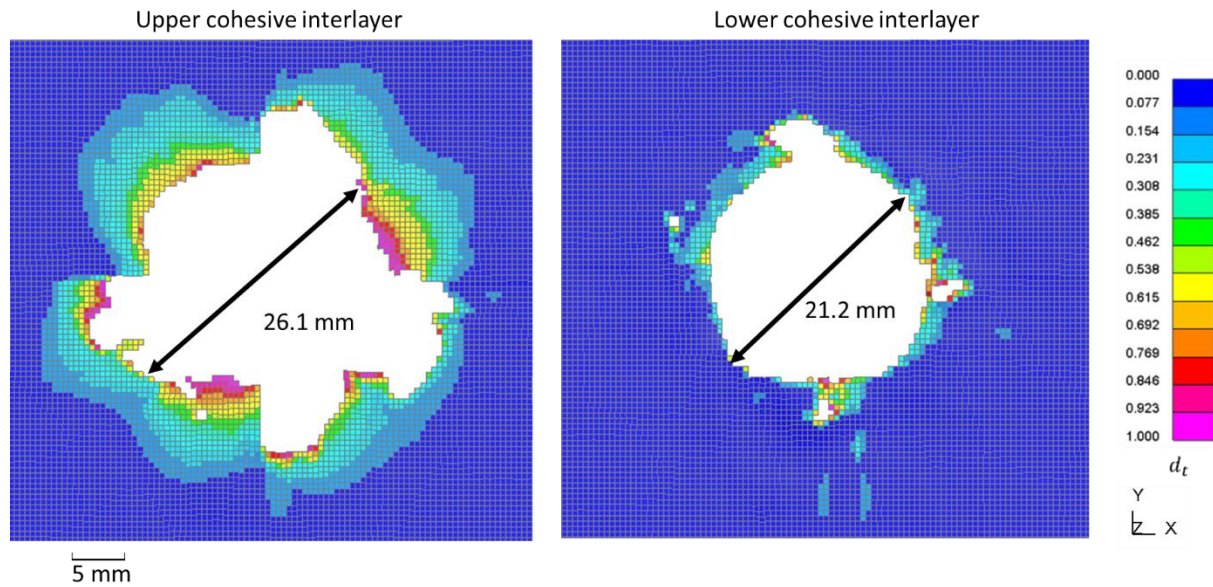 Upper cohesive interlayer
Lower cohesive interlayer
26.1 mm
21.2 mm
0.000
0.077
0.154
0.231
0.308
0.385
0.462
0.538
0.615
0.692
0.769
0.846
0.923
1.000
d_t
Y
Z X
5 mm